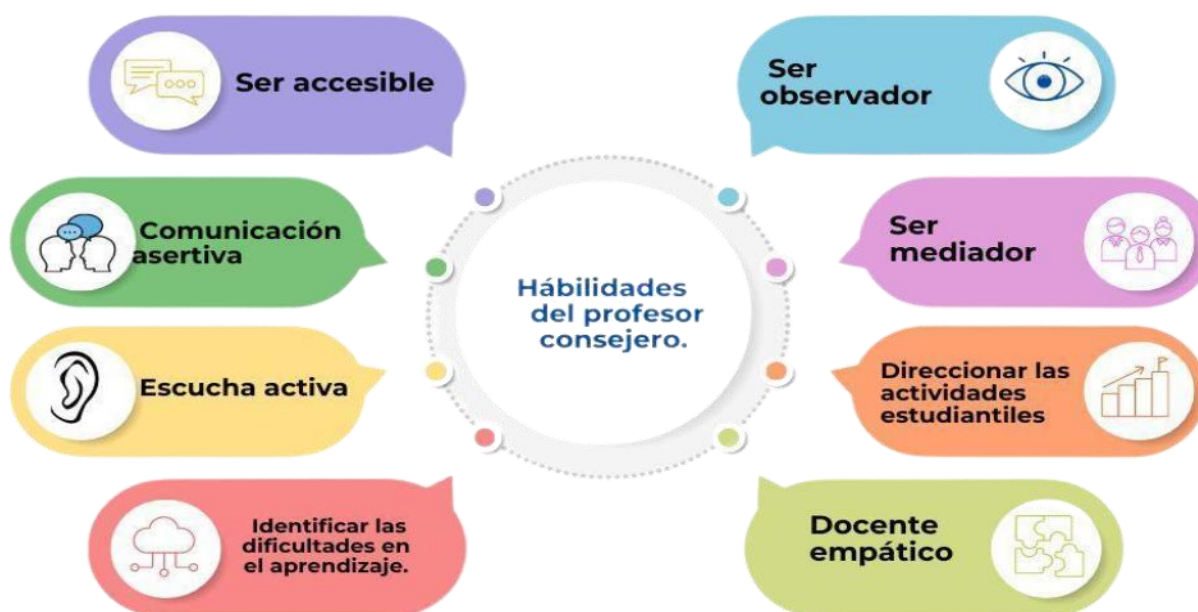 Ser accesible
Comunicación
asertiva
Escucha activa
Identificar las
dificultades en
el aprendizaje.
Hábilidades
del profesor
consejero.
Ser
observador
Ser
mediador
Direccionar las
actividades
estudiantiles
Docente
empático